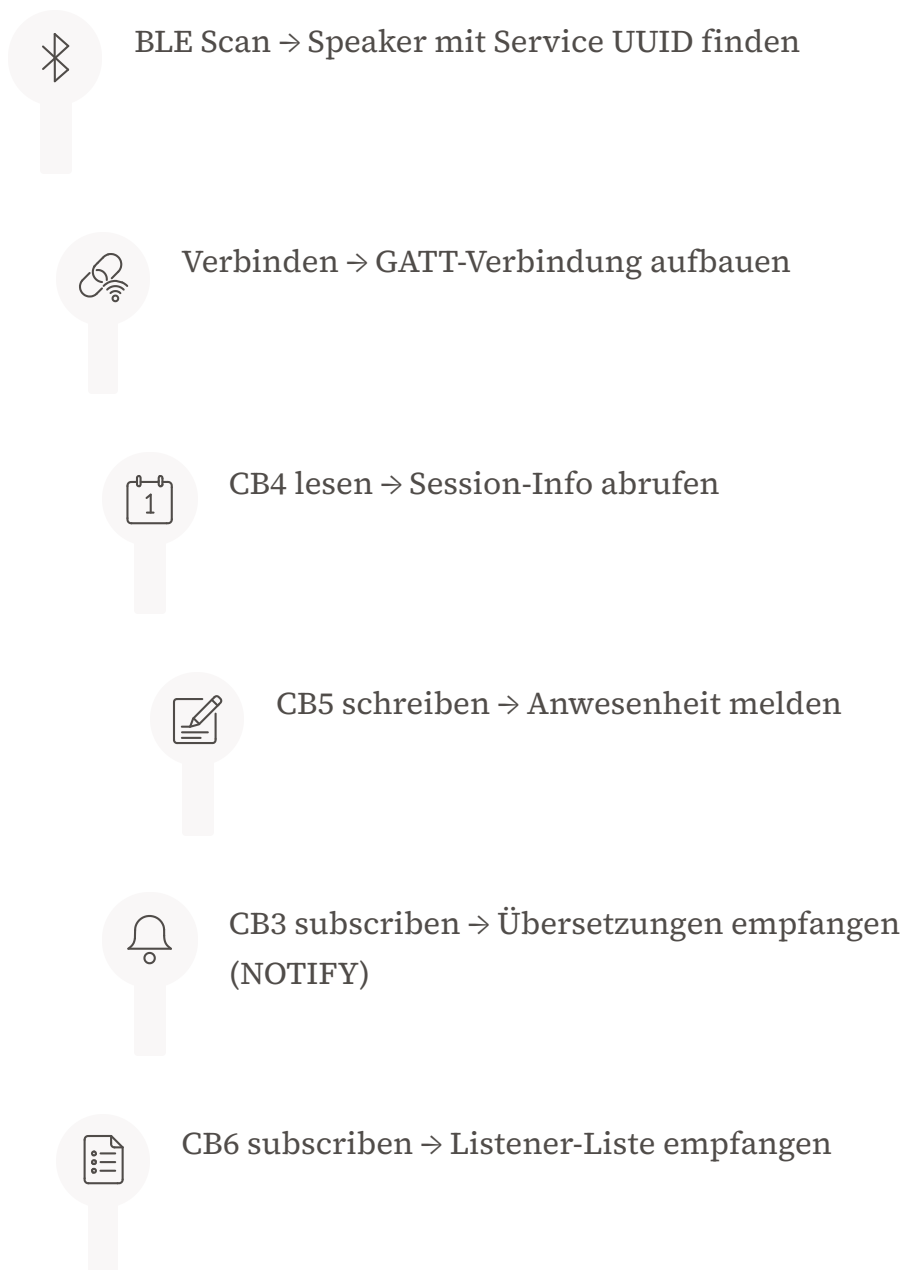 BLE Scan → Speaker mit Service UUID finden
Verbinden → GATT-Verbindung aufbauen
1
CB4 lesen → Session-Info abrufen
CB5 schreiben → Anwesenheit melden
CB3 subscriben → Übersetzungen empfangen
(NOTIFY)
CB6 subscriben → Listener-Liste empfangen